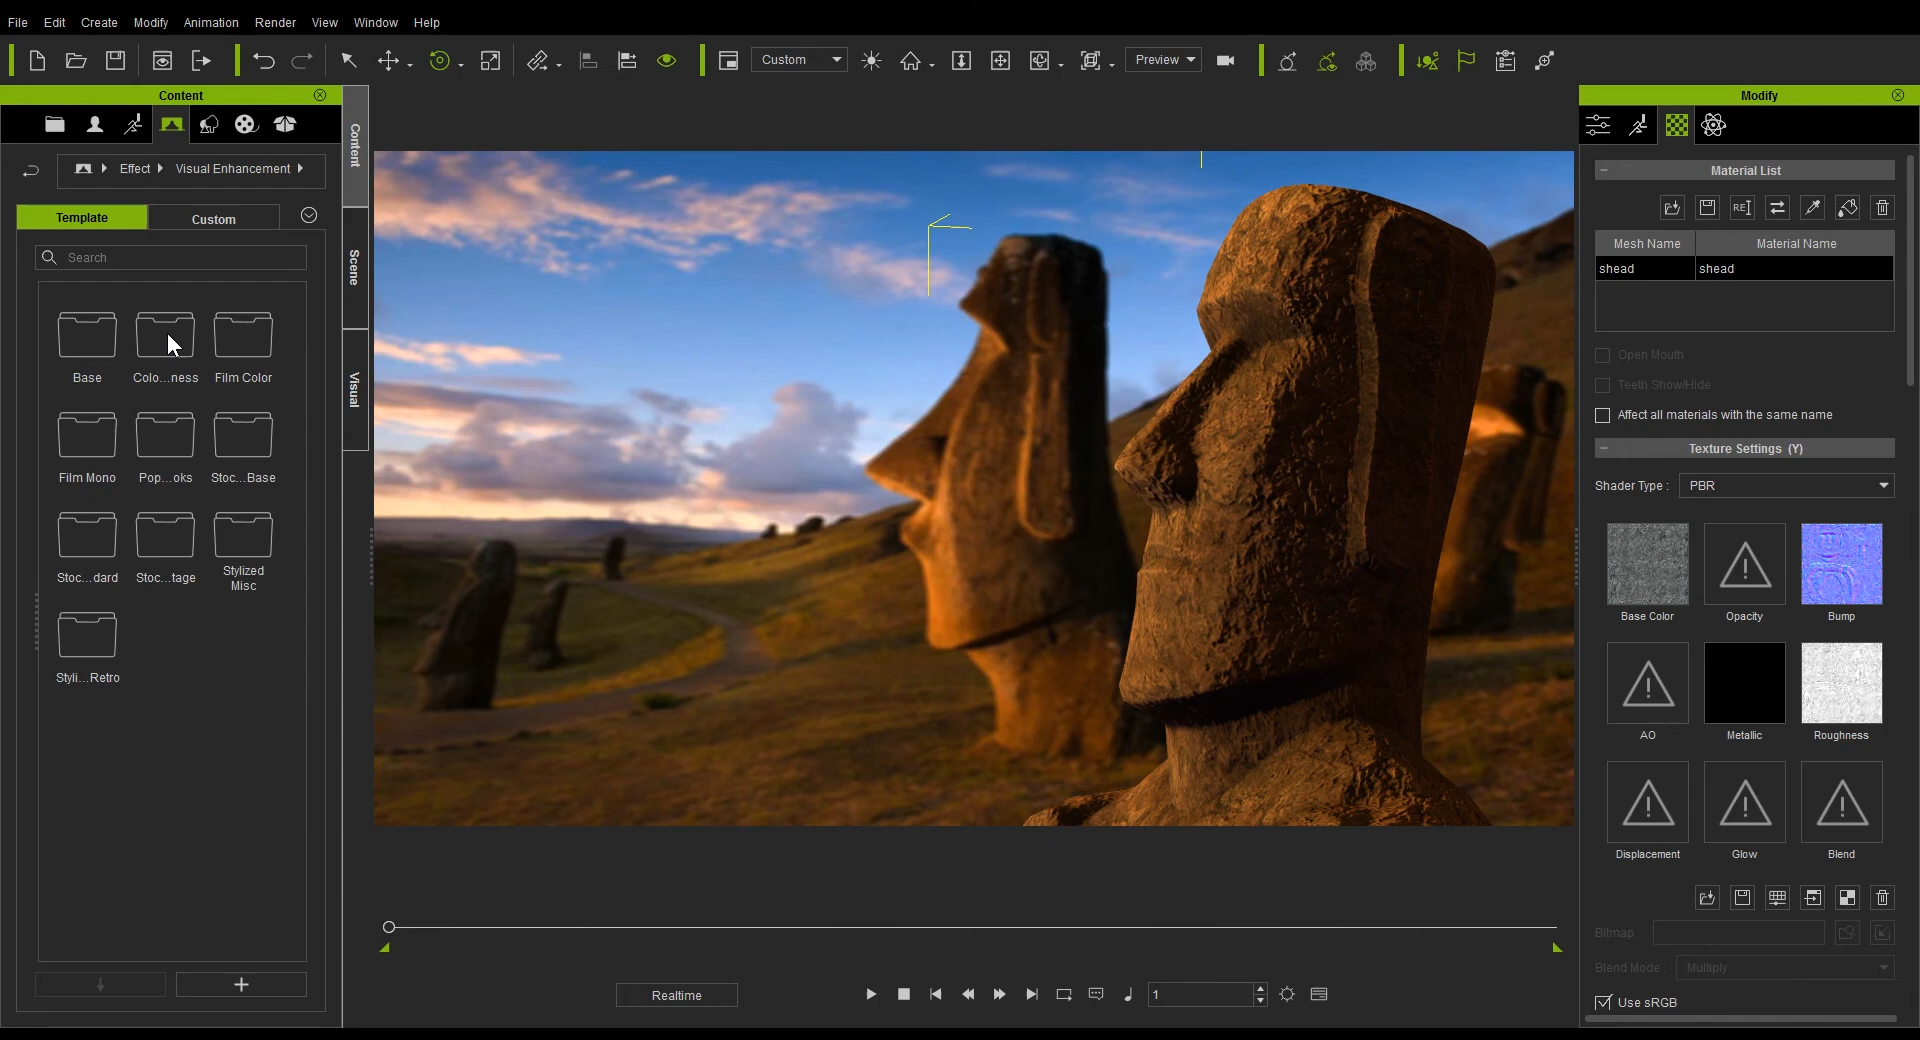 File Edit Create Modify Animation Render View Window Help
Custom Preview
Content
Effect Visual Enhancement
Template Custom
Search
Base Colo...ness Film Color
Film Mono Pop...oks Stoc...Base
Stoc...dard Stoc...tage Stylized
Misc
Styli...Retro
Content
Scene
Visual
Realtime
1
Modify
Material List
RE
Mesh Name Material Name
shead shead
Open Mouth
Teeth Show/Hide
Affect all materials with the same name
Texture Settings (Y)
Shader Type : PBR
Base Color Opacity Bump
AO Metallic Roughness
Displacement Glow Blend
Bitmap :
Blend Mode : Multiply
Use sRGB